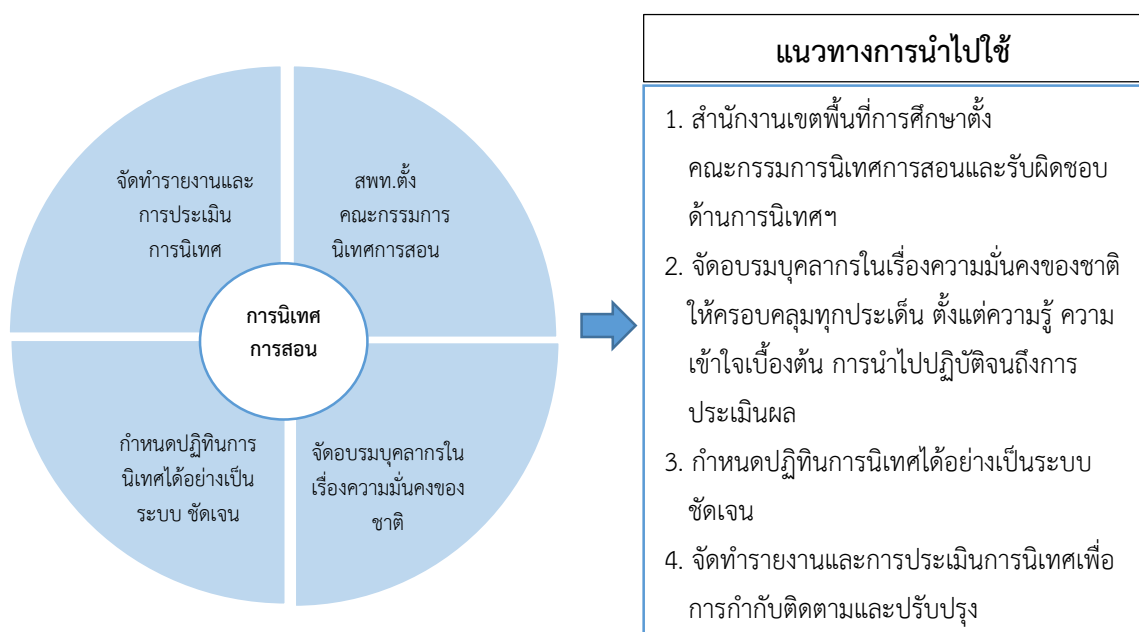 จัดทำรายงานและ
การประเมิน
การนิเทศ
สพท.ตั้ง
คณะกรรมการ
นิเทศการสอน
การนิเทศ
การสอน
กำหนดปฏิทินการ
นิเทศได้อย่างเป็น
ระบบ ชัดเจน
จัดอบรมบุคลากรใน
เรื่องความมั่นคงของ
ชาติ
แนวทางการนำไปใช้
1. สำนักงานเขตพื้นที่การศึกษาตั้ง
คณะกรรมการนิเทศการสอนและรับผิดชอบ
ด้านการนิเทศฯ
2. จัดอบรมบุคลากรในเรื่องความมั่นคงของชาติ
ให้ครอบคลุมทุกประเด็น ตั้งแต่ความรู้ ความ
เข้าใจเบื้องต้น การนำไปปฏิบัติจนถึงการ
ประเมินผล
3. กำหนดปฏิทินการนิเทศได้อย่างเป็นระบบ
ชัดเจน
4. จัดทำรายงานและการประเมินการนิเทศเพื่อ
การกำกับติดตามและปรับปรุง